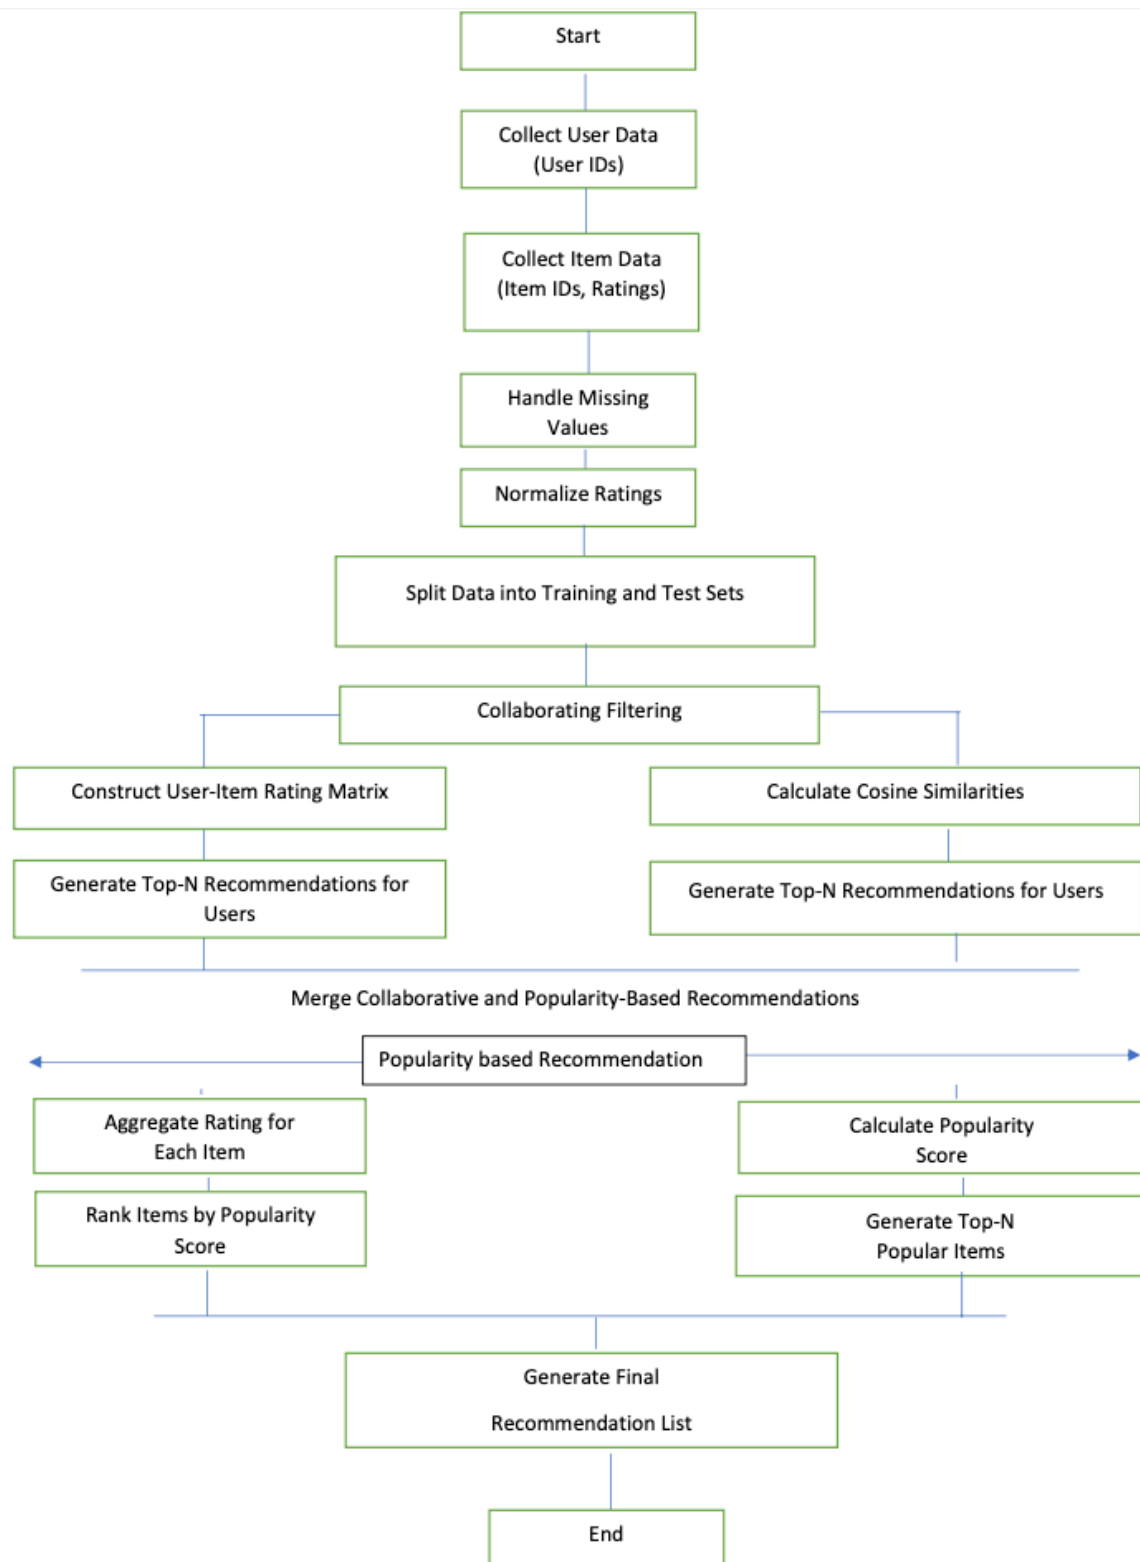 Start
Collect User Data
(User IDs)
Collect Item Data
(Item IDs, Ratings)
Handle Missing
Values
Normalize Ratings
Split Data into Training and Test Sets
Collaborating Filtering
Construct User-Item Rating Matrix
Calculate Cosine Similarities
Generate Top-N Recommendations for
Users
Generate Top-N Recommendations for Users
Merge Collaborative and Popularity-Based Recommendations
Popularity based Recommendation
Aggregate Rating for
Each Item
Calculate Popularity
Score
Rank Items by Popularity
Score
Generate Top-N
Popular Items
Generate Final
Recommendation List
End